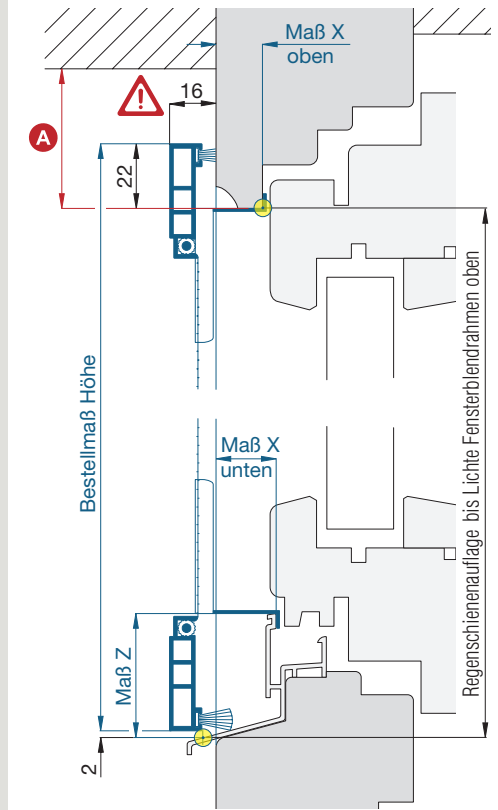 Maß X
oben
16
A
22
Bestellmaß Höhe
Regenschienenauflage bis Lichte Fensterblendrahmen oben
Maß X
unten
Maß Z
2